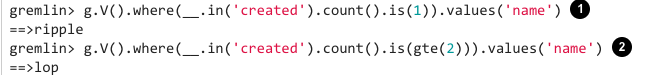 gremlin> g.V().where(__.in('created').count().is(1)).values('name') 1
==>ripple
gremlin> g.V().where(__.in('created').count().is(gte(2))).values('name') 2
==>lop